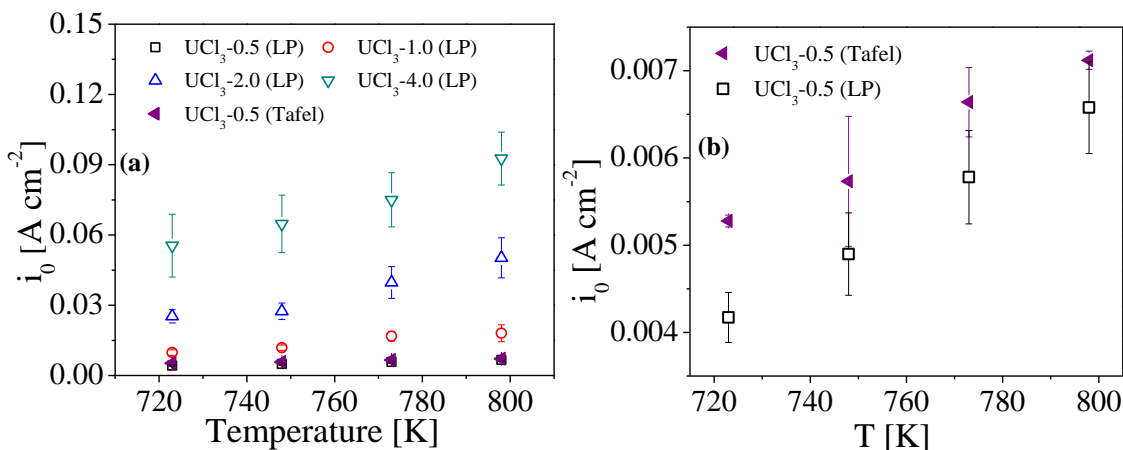 0.15
0.12
0.09
0.06
0.03
0.00
i₀ [A cm⁻²]
UCl₃-0.5 (LP) UCl₃-1.0 (LP)
UCl₃-2.0 (LP) UCl₃-4.0 (LP)
UCl₃-0.5 (Tafel)
(a)
720 740 760 780 800
Temperature [K]
0.007
0.006
0.005
0.004
i₀ [A cm⁻²]
UCl₃-0.5 (Tafel)
UCl₃-0.5 (LP)
(b)
720 740 760 780 800
T [K]